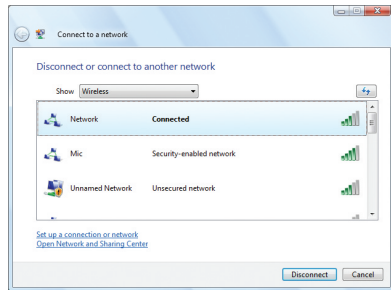 Connect to a network
Disconnect or connect to another network
Show Wireless
Network Connected
Mic Security-enabled network
Unnamed Network Unsecured network
Set up a connection or network
Open Network and Sharing Center
Disconnect Cancel